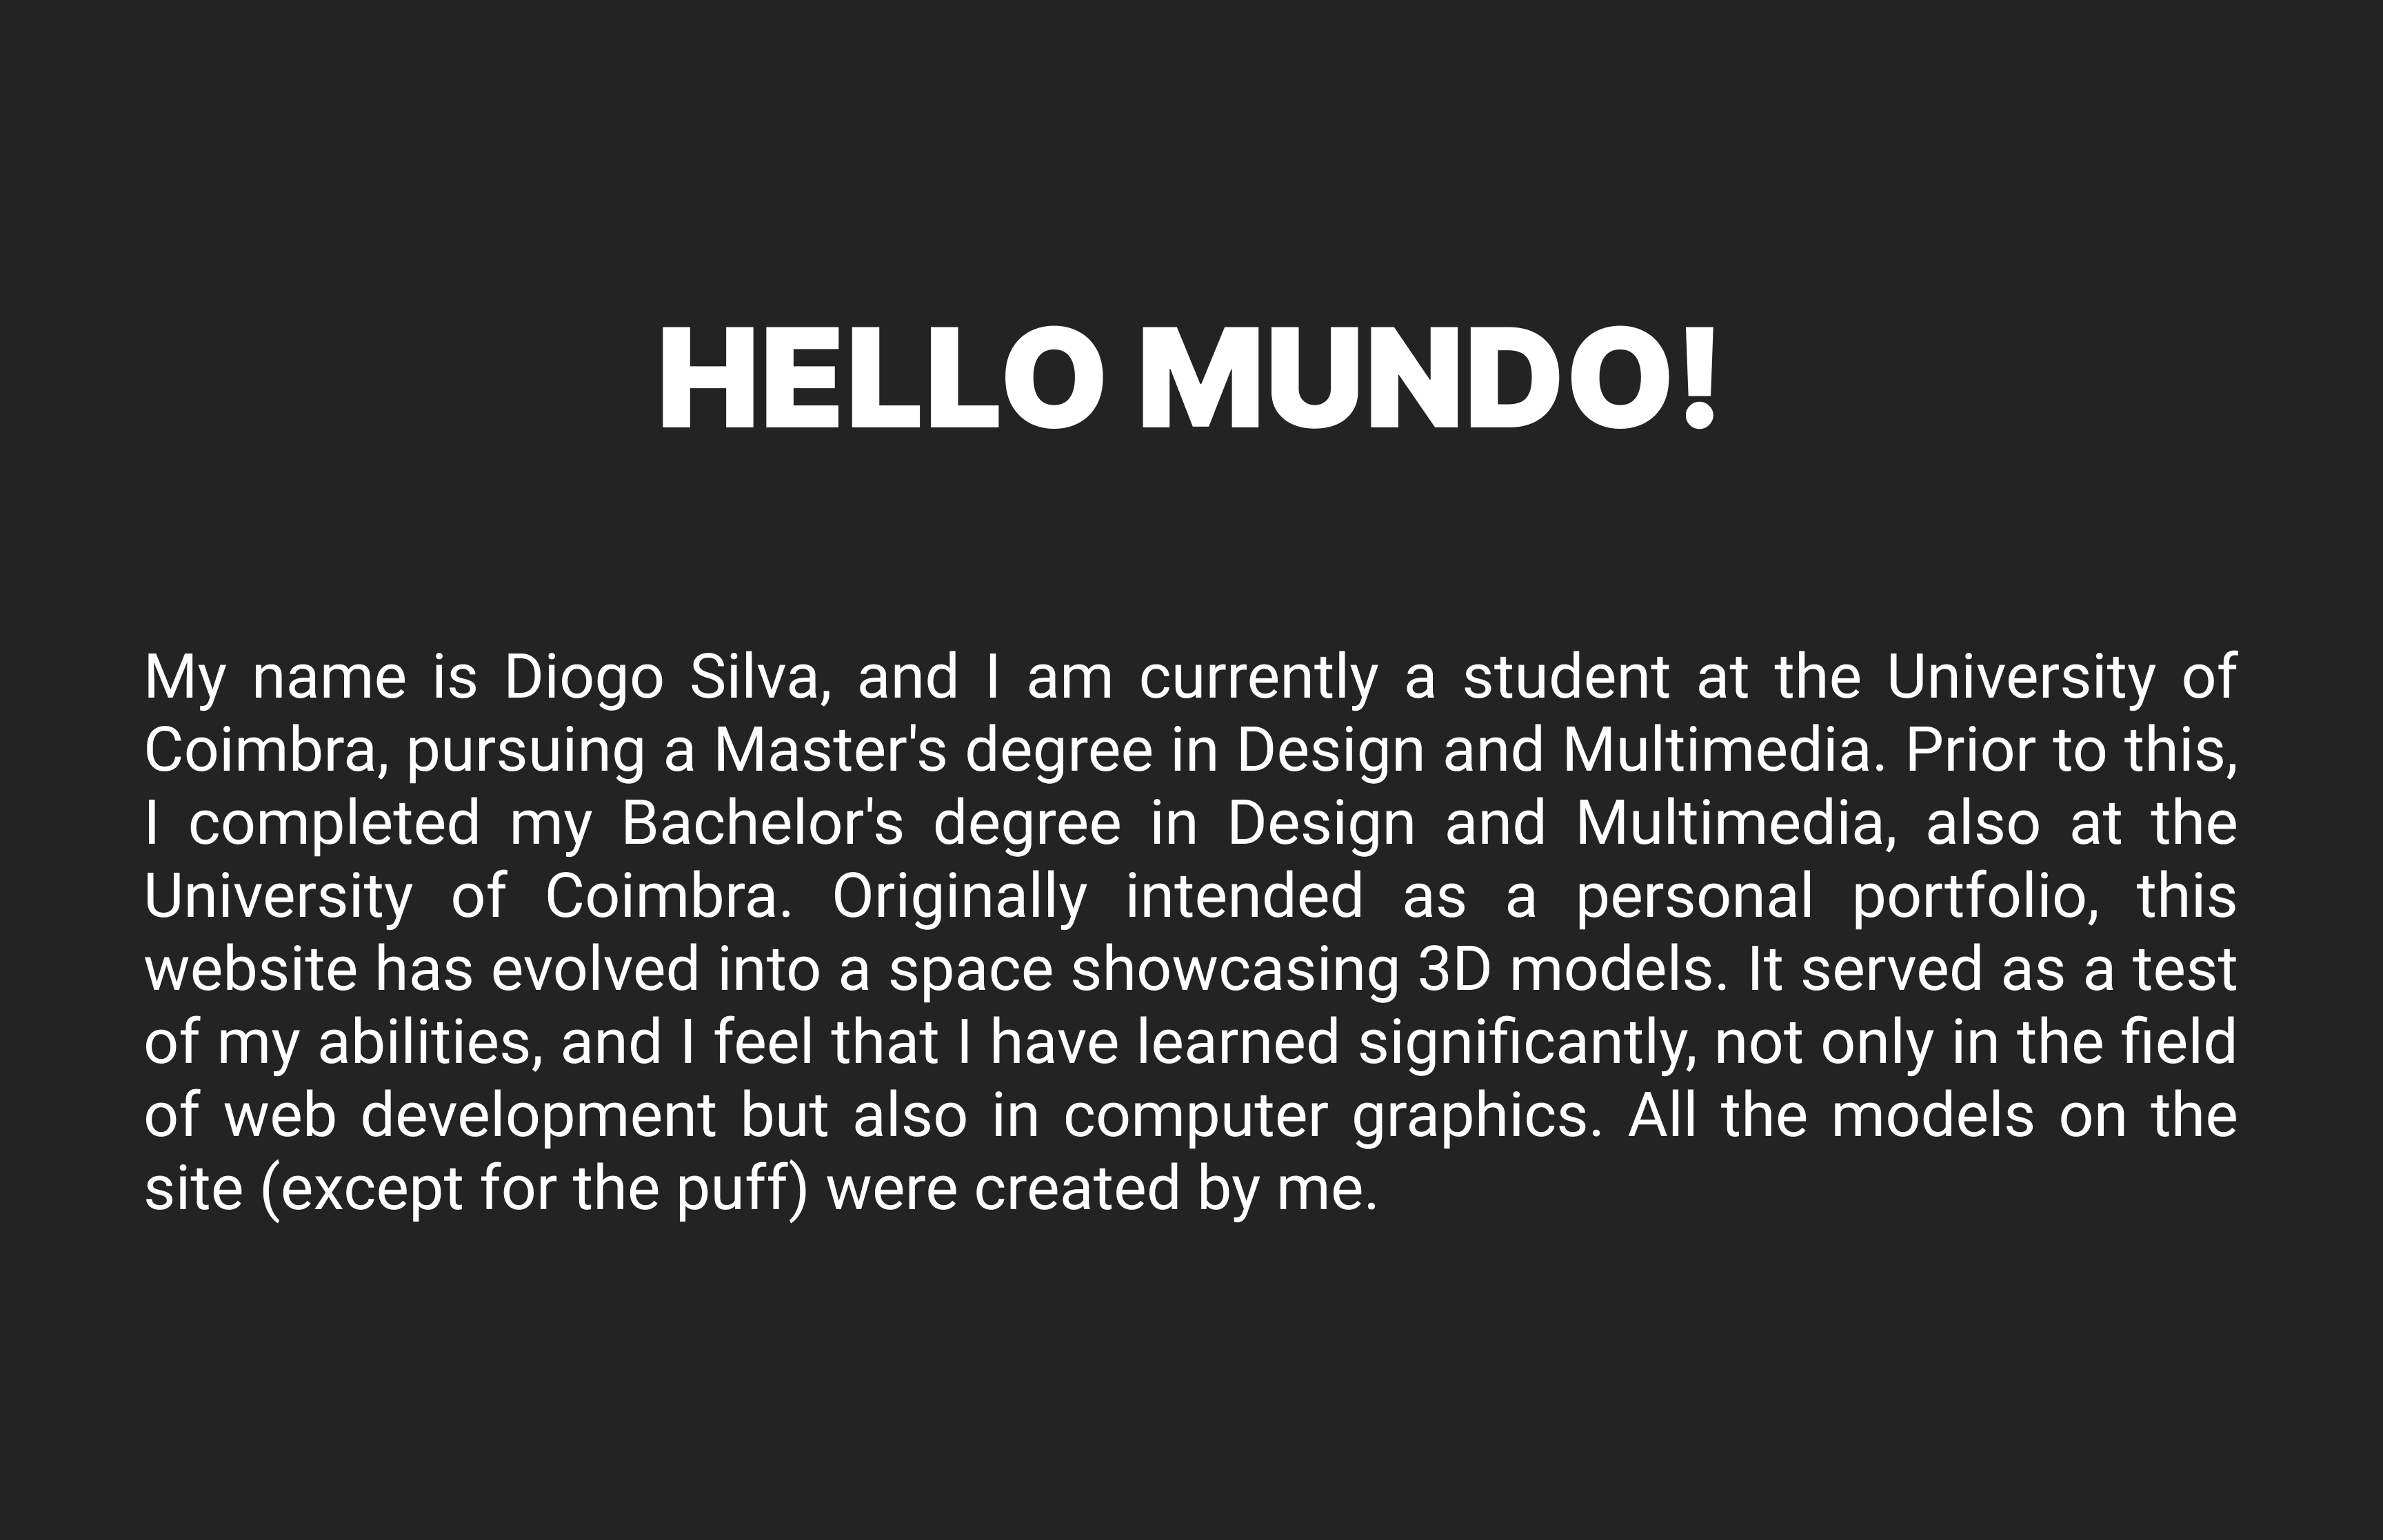 HELLO MUNDO!
My name is Diogo Silva, and I am currently a student at the University of
Coimbra, pursuing a Master's degree in Design and Multimedia. Prior to this,
I completed my Bachelor's degree in Design and Multimedia, also at the
University of Coimbra. Originally intended as a personal portfolio, this
website has evolved into a space showcasing 3D models. It served as a test
of my abilities, and I feel that I have learned significantly, not only in the field
of web development but also in computer graphics. All the models on the
site (except for the puff) were created by me.